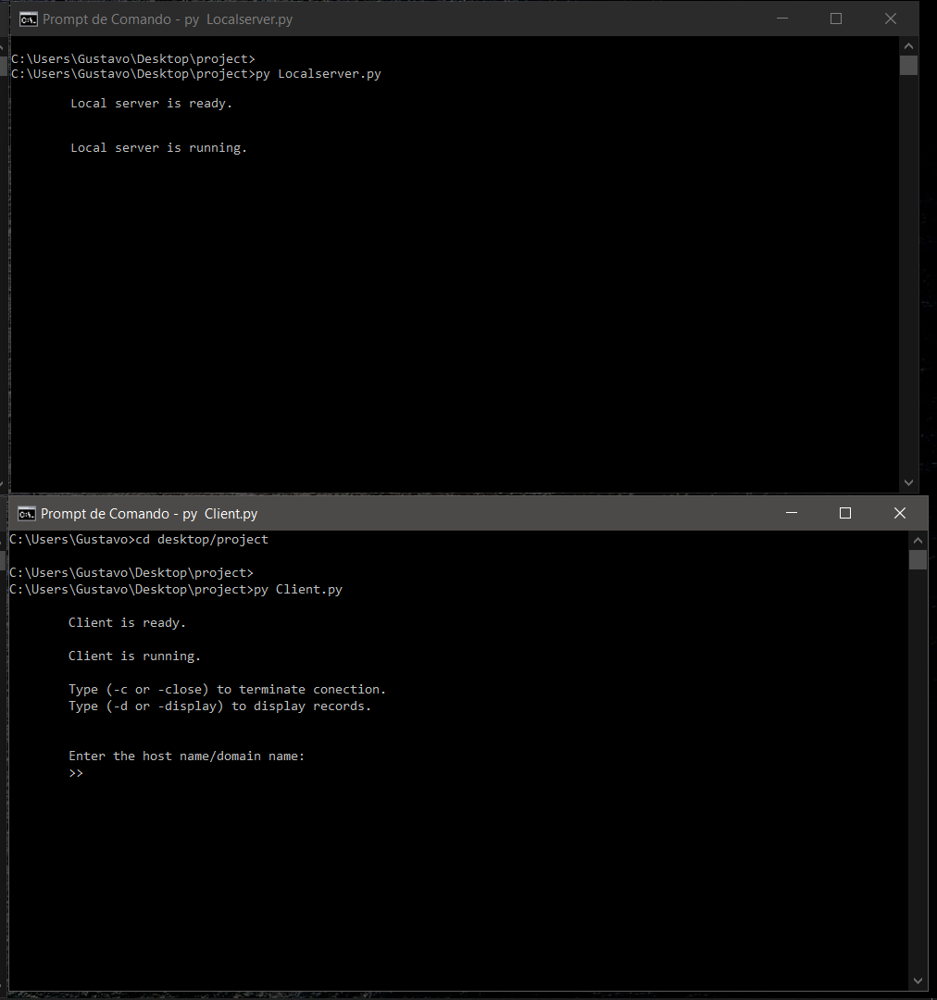 Prompt de Comando - py  Localserver.py
C:\Users\Gustavo\Desktop\project>
C:\Users\Gustavo\Desktop\project>py Localserver.py
Local server is ready.
Local server is running.
Prompt de Comando - py  Client.py
C:\Users\Gustavo>cd desktop/project
C:\Users\Gustavo\Desktop\project>
C:\Users\Gustavo\Desktop\project>py Client.py
Client is ready.
Client is running.
Type (-c or -close) to terminate conection.
Type (-d or -display) to display records.
Enter the host name/domain name:
>>